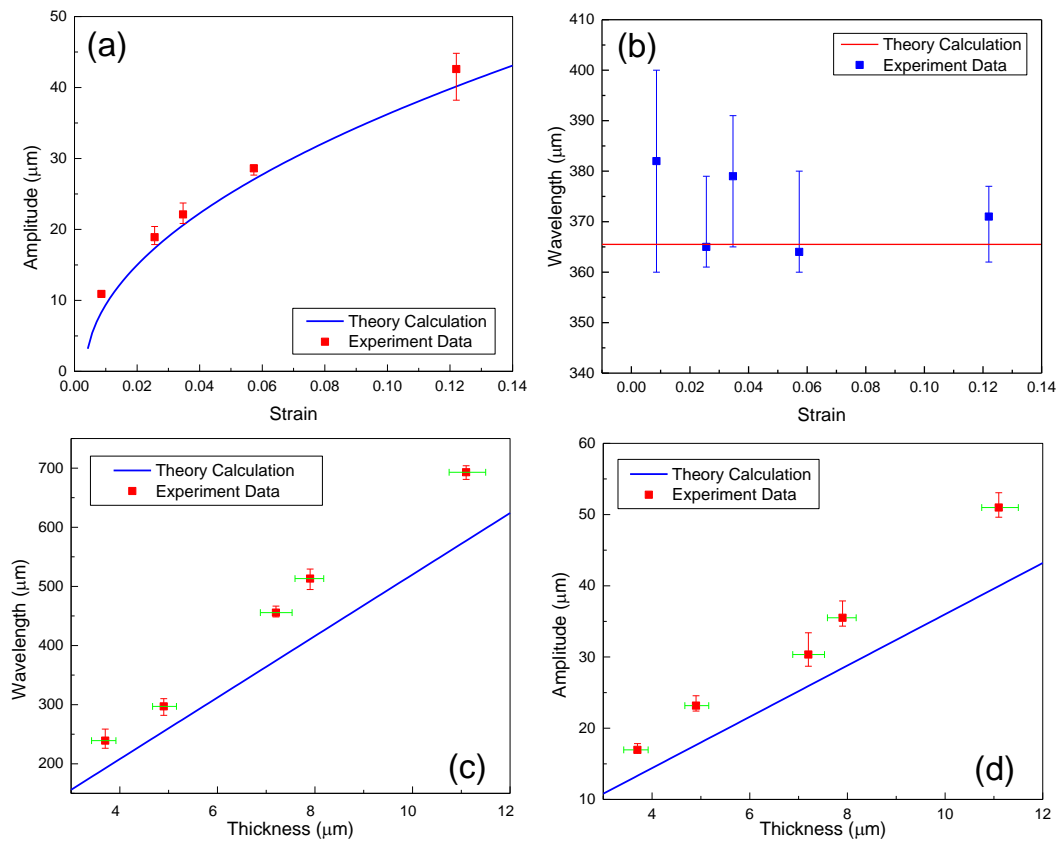 (a)
50
40
30
20
10
0
Amplitude (μm)
0.00 0.02 0.04 0.06 0.08 0.10 0.12 0.14
Strain
Theory Calculation
Experiment Data
(b)
410
400
390
380
370
360
350
340
Wavelength (μm)
0.00 0.02 0.04 0.06 0.08 0.10 0.12 0.14
Strain
Theory Calculation
Experiment Data
(c)
700
600
500
400
300
200
Wavelength (μm)
4 6 8 10 12
Thickness (μm)
Theory Calculation
Experiment Data
(d)
60
50
40
30
20
10
Amplitude (μm)
4 6 8 10 12
Thickness (μm)
Theory Calculation
Experiment Data